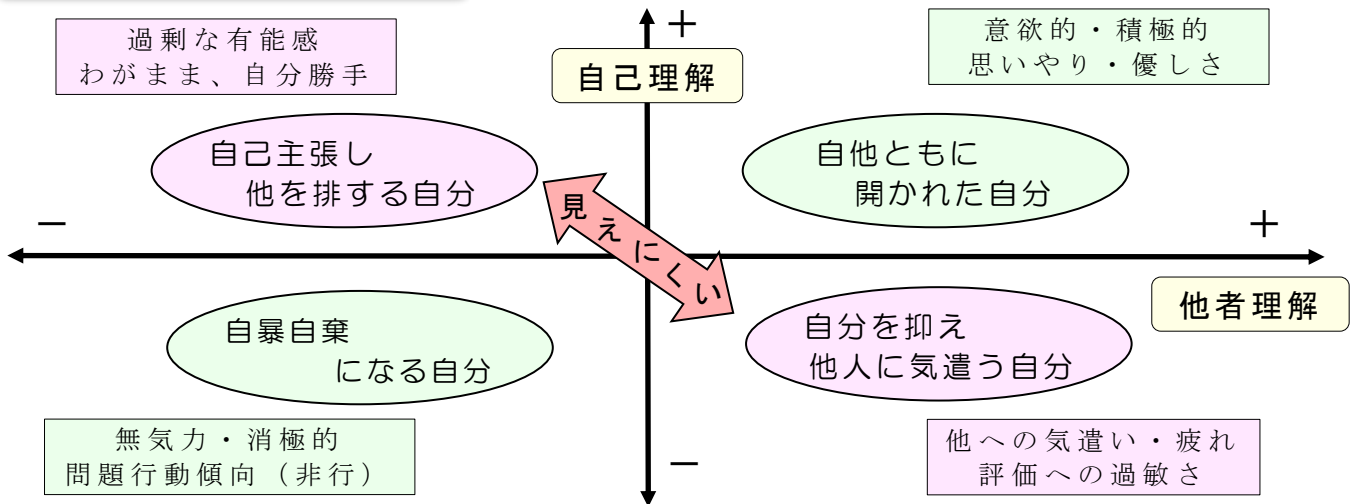 過剰な有能感
わがまま、自分勝手
＋
自己理解
意欲的・積極的
思いやり・優しさ
自己主張し
他を排する自分
自他ともに
開かれた自分
見えにくい
－
＋
他者理解
自暴自棄
になる自分
自分を抑え
他人に気遣う自分
無気力・消極的
問題行動傾向（非行）
－
他への気遣い・疲れ
評価への過敏さ